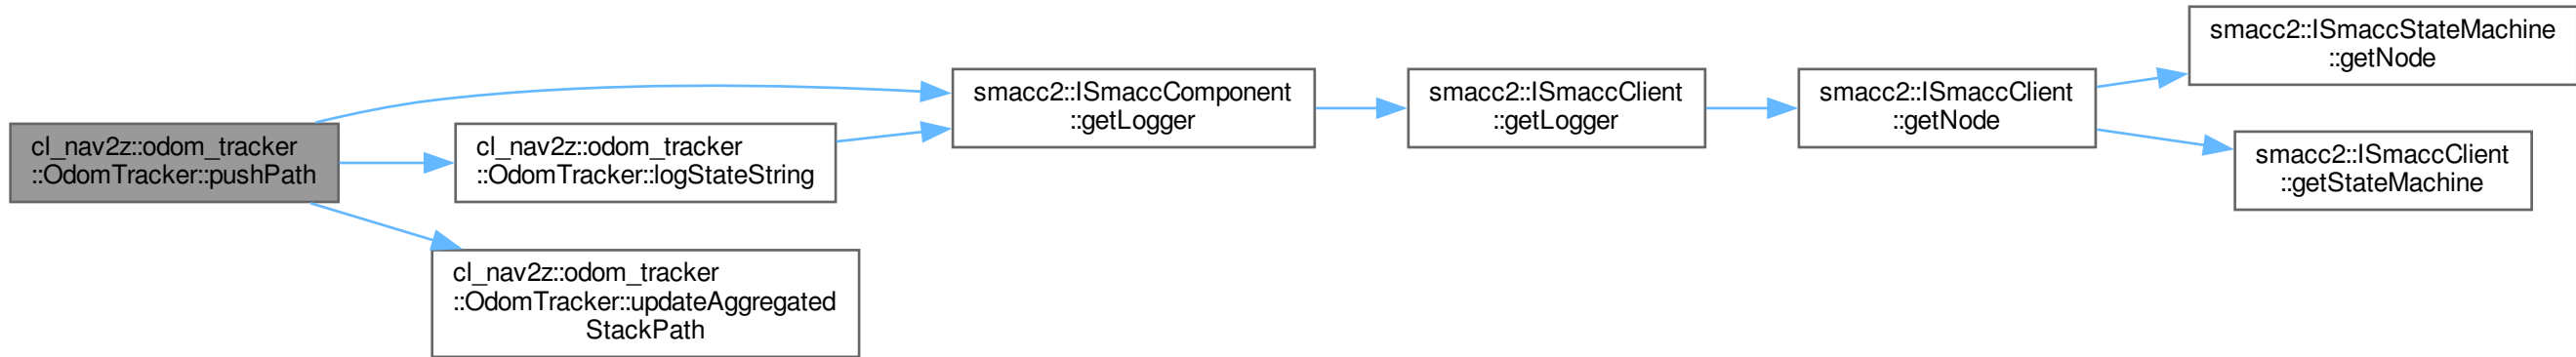 cl_nav2z::odom_tracker
::OdomTracker::pushPath
cl_nav2z::odom_tracker
::OdomTracker::logStateString
cl_nav2z::odom_tracker
::OdomTracker::updateAggregated
StackPath
smacc2::ISmaccComponent
::getLogger
smacc2::ISmaccClient
::getLogger
smacc2::ISmaccClient
::getNode
smacc2::ISmaccStateMachine
::getNode
smacc2::ISmaccClient
::getStateMachine